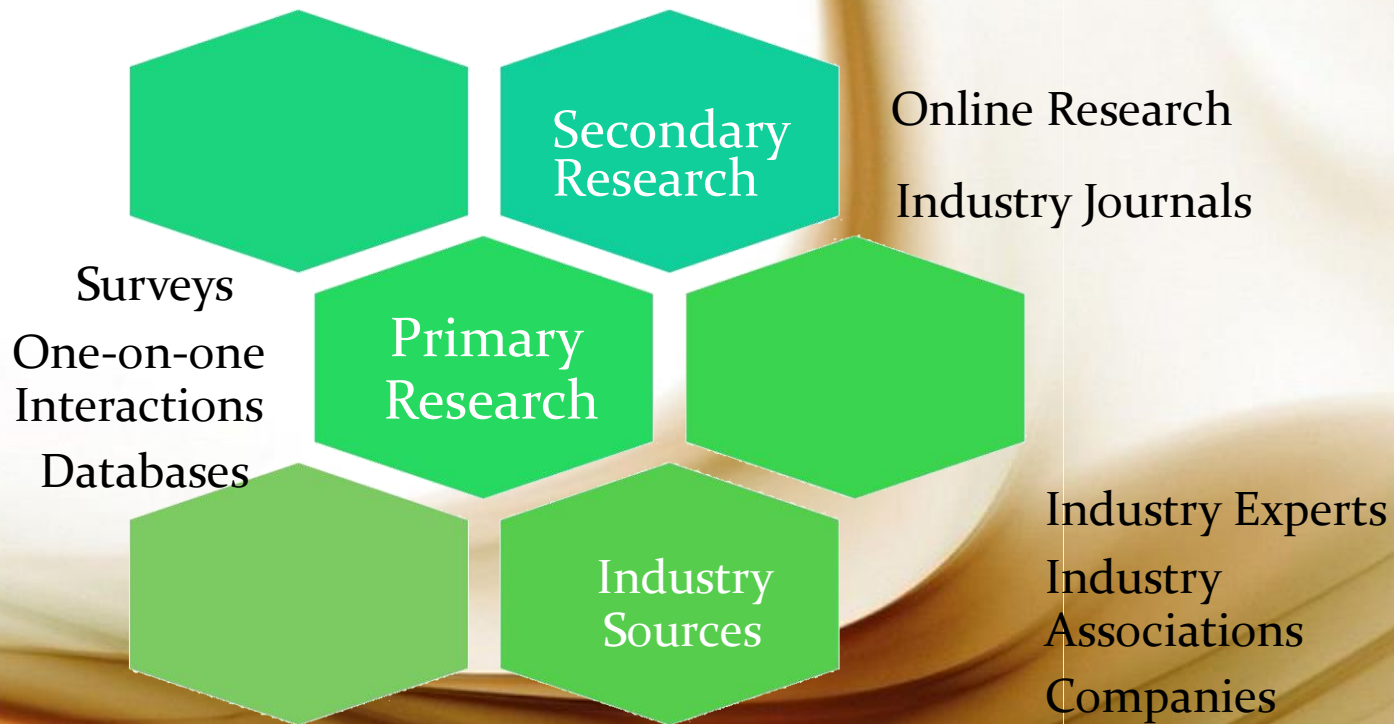 Secondary
Research
Online Research
Industry Journals
Surveys
One-on-one
Interactions
Databases
Primary
Research
Industry
Sources
Industry Experts
Industry
Associations
Companies